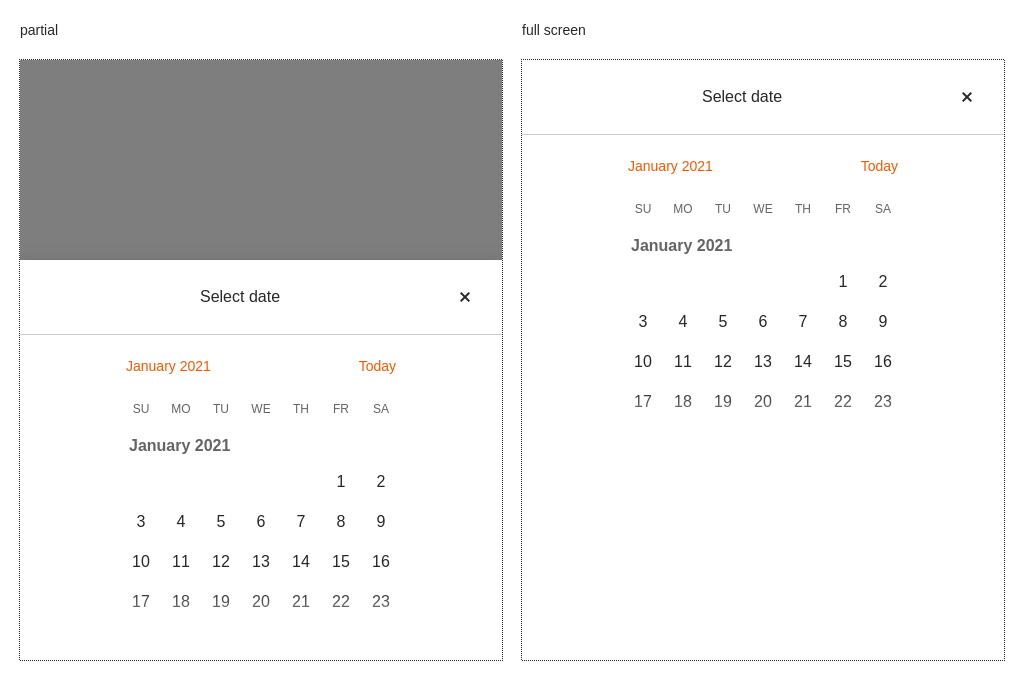 partial
Select date ×
January 2021 Today
SU MO TU WE TH FR SA
January 2021
1 2
3 4 5 6 7 8 9
10 11 12 13 14 15 16
17 18 19 20 21 22 23
full screen
Select date ×
January 2021 Today
SU MO TU WE TH FR SA
January 2021
1 2
3 4 5 6 7 8 9
10 11 12 13 14 15 16
17 18 19 20 21 22 23